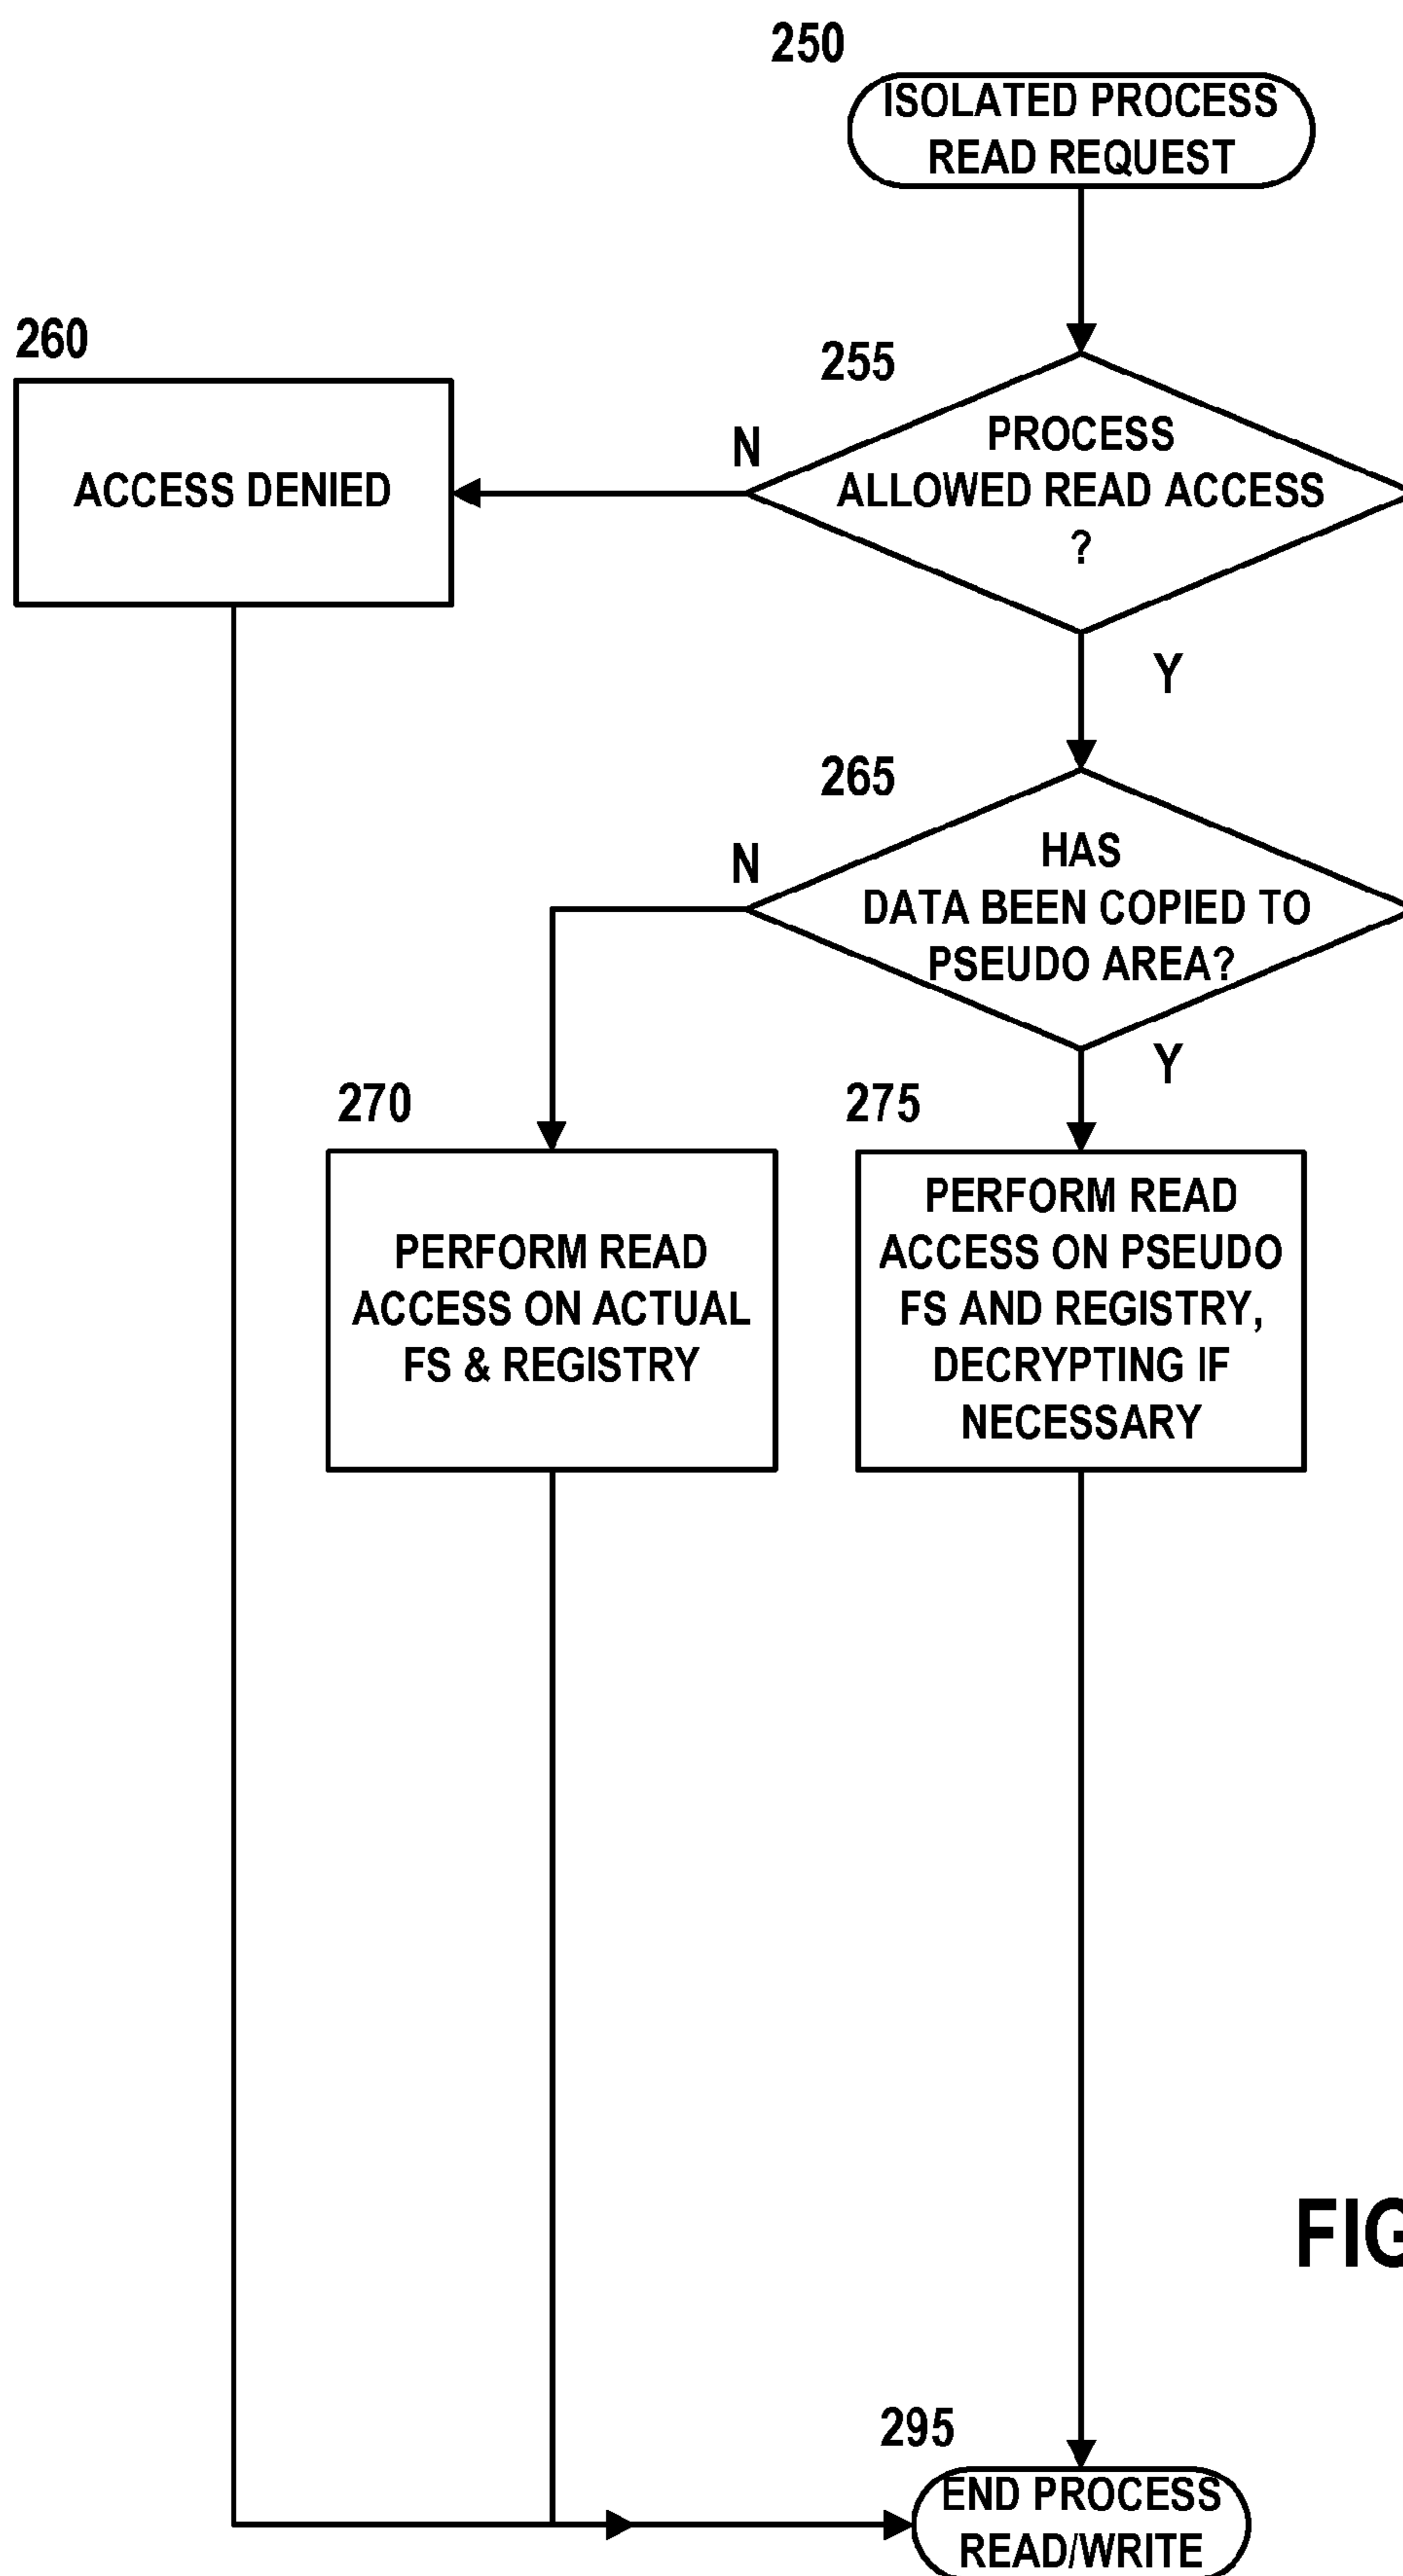 250
ISOLATED PROCESS
READ REQUEST
260
255
N
PROCESS
ALLOWED READ ACCESS
?
ACCESS DENIED
Y
265
N
HAS
DATA BEEN COPIED TO
PSEUDO AREA?
Y
270
275
PERFORM READ
ACCESS ON ACTUAL
FS & REGISTRY
PERFORM READ
ACCESS ON PSEUDO
FS AND REGISTRY,
DECRYPTING IF
NECESSARY
FIG
295
END PROCESS
READ/WRITE